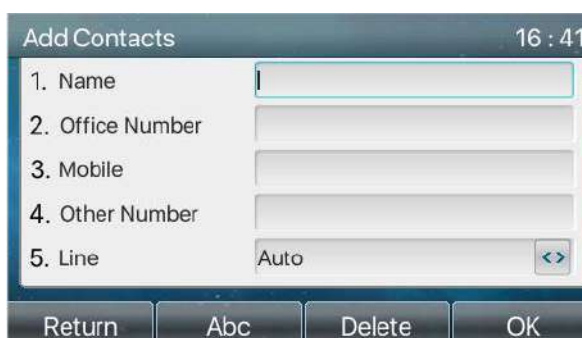 Add Contacts 16 : 41
1. Name
2. Office Number
3. Mobile
4. Other Number
5. Line Auto <>
Return Abc Delete OK